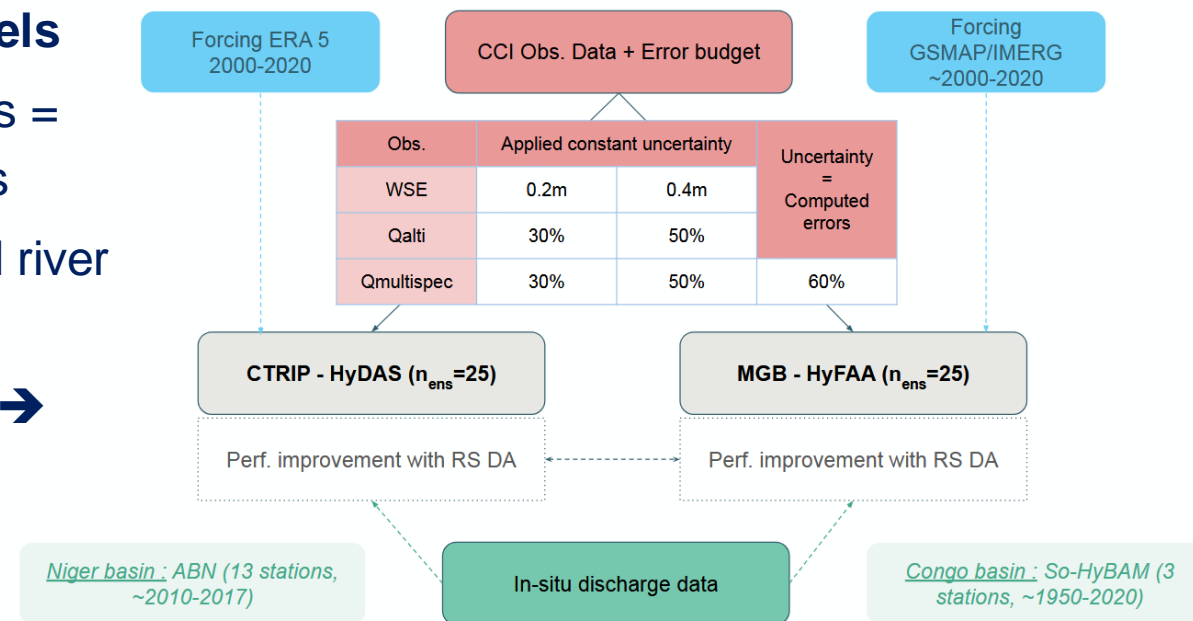 els
s =
s
l river
➔
Forcing ERA 5
2000-2020
CCI Obs. Data + Error budget
Forcing
GSMAP/IMERG
~2000-2020
Obs. Applied constant uncertainty Uncertainty
=
Computed
errors
WSE 0.2m 0.4m
Qalti 30% 50%
Qmultispec 30% 50% 60%
CTRIP - HyDAS (nens=25)
MGB - HyFAA (nens=25)
Perf. improvement with RS DA
Perf. improvement with RS DA
Niger basin : ABN (13 stations,
~2010-2017)
In-situ discharge data
Congo basin : So-HyBAM (3
stations, ~1950-2020)